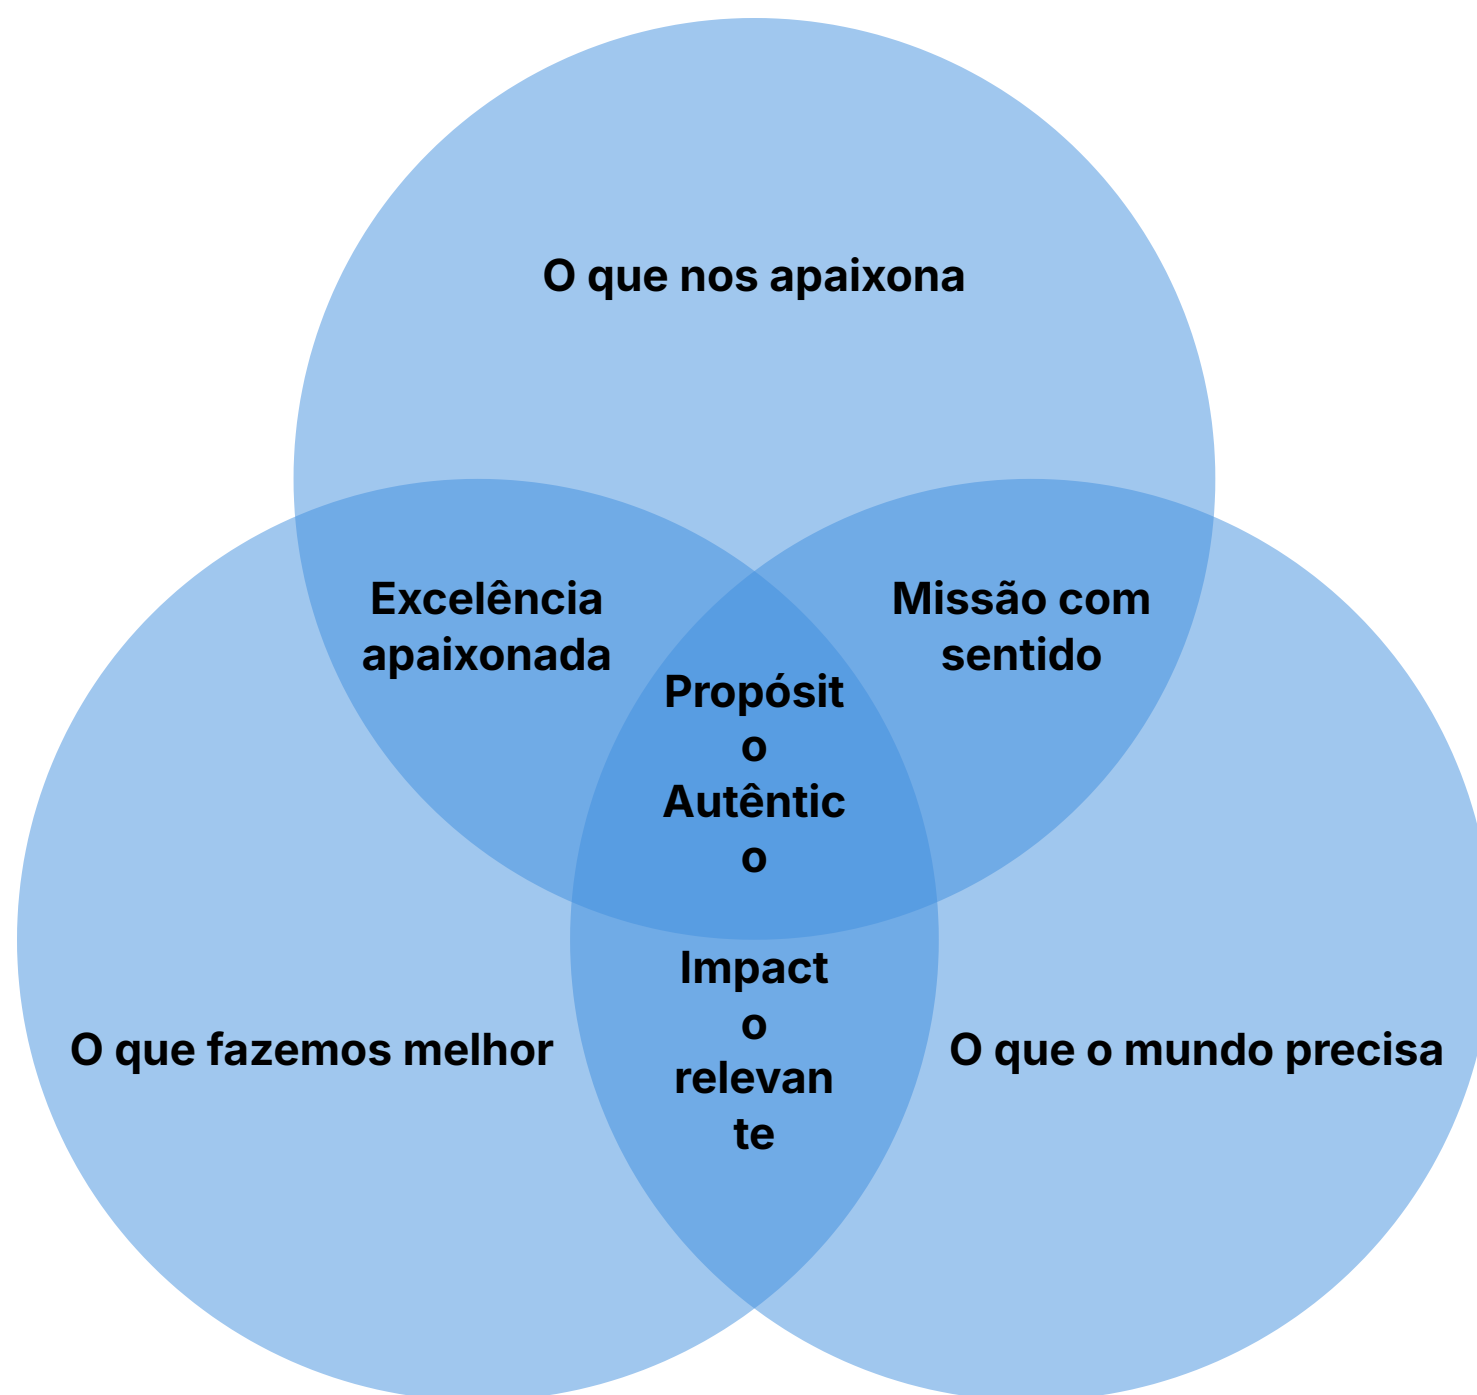 O que nos apaixona
Excelência
apaixonada
Missão com
sentido
Propósit
o
Autêntic
o
Impact
o
relevan
te
O que fazemos melhor
O que o mundo precisa